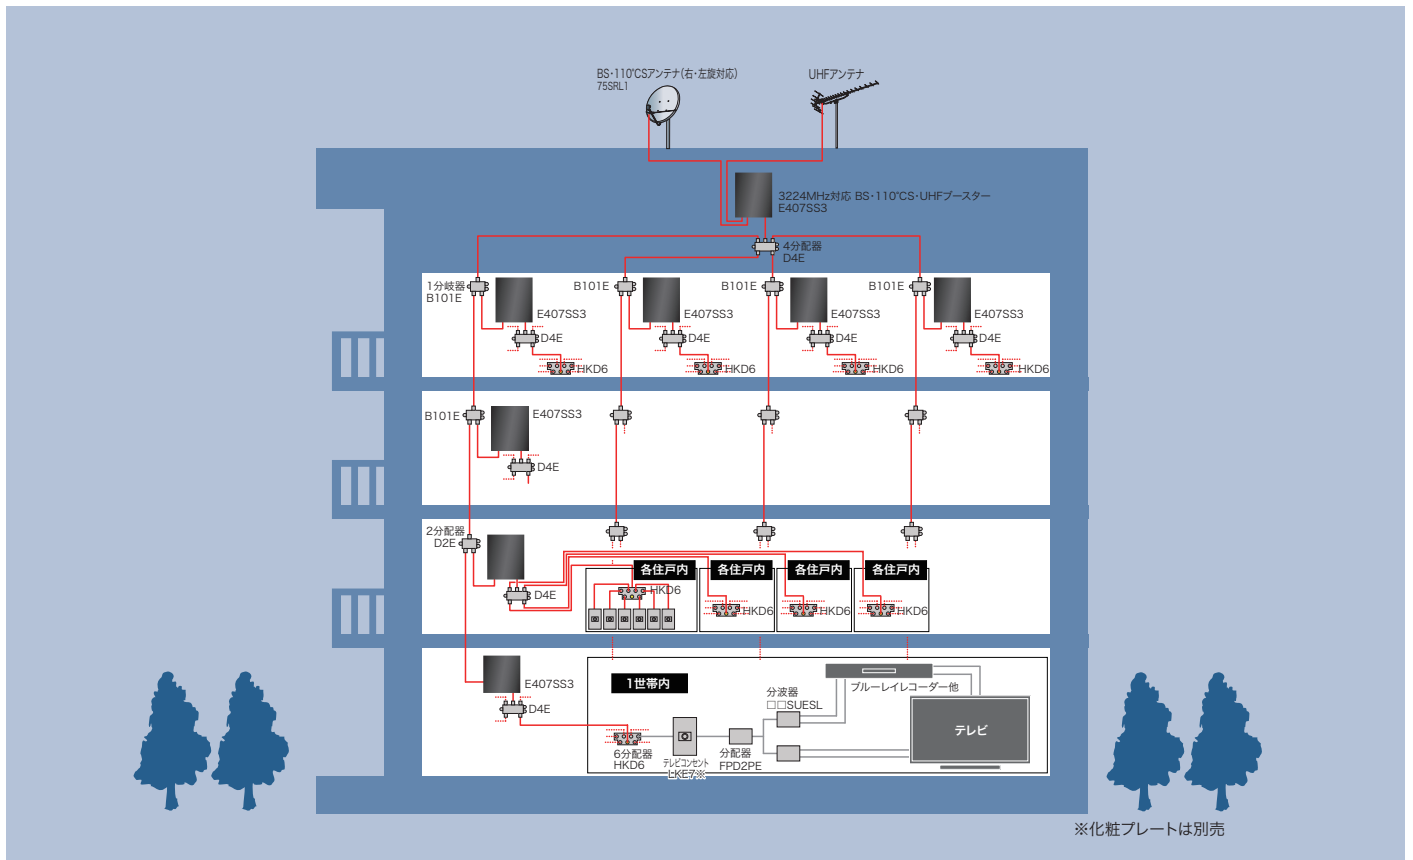 BS・110°CSアンテナ(右・左旋対応)
75SRL1
UHFアンテナ
3224MHz対応 BS・110°CS・UHFブースター
E407SS3
4分配器
D4E
1分岐器
B101E
E407SS3
D4E
HKD6
B101E
E407SS3
D4E
HKD6
B101E
E407SS3
D4E
HKD6
B101E
E407SS3
D4E
HKD6
B101E
E407SS3
D4E
2分配器
D2E
D4E
各住戸内
HKD6
各住戸内
HKD6
各住戸内
HKD6
各住戸内
HKD6
E407SS3
D4E
1世帯内
6分配器
HKD6
テレビコンセント
LKE7※
分配器
FPD2PE
分波器
□□SUESL
ブルーレイレコーダー他
テレビ
※化粧プレートは別売